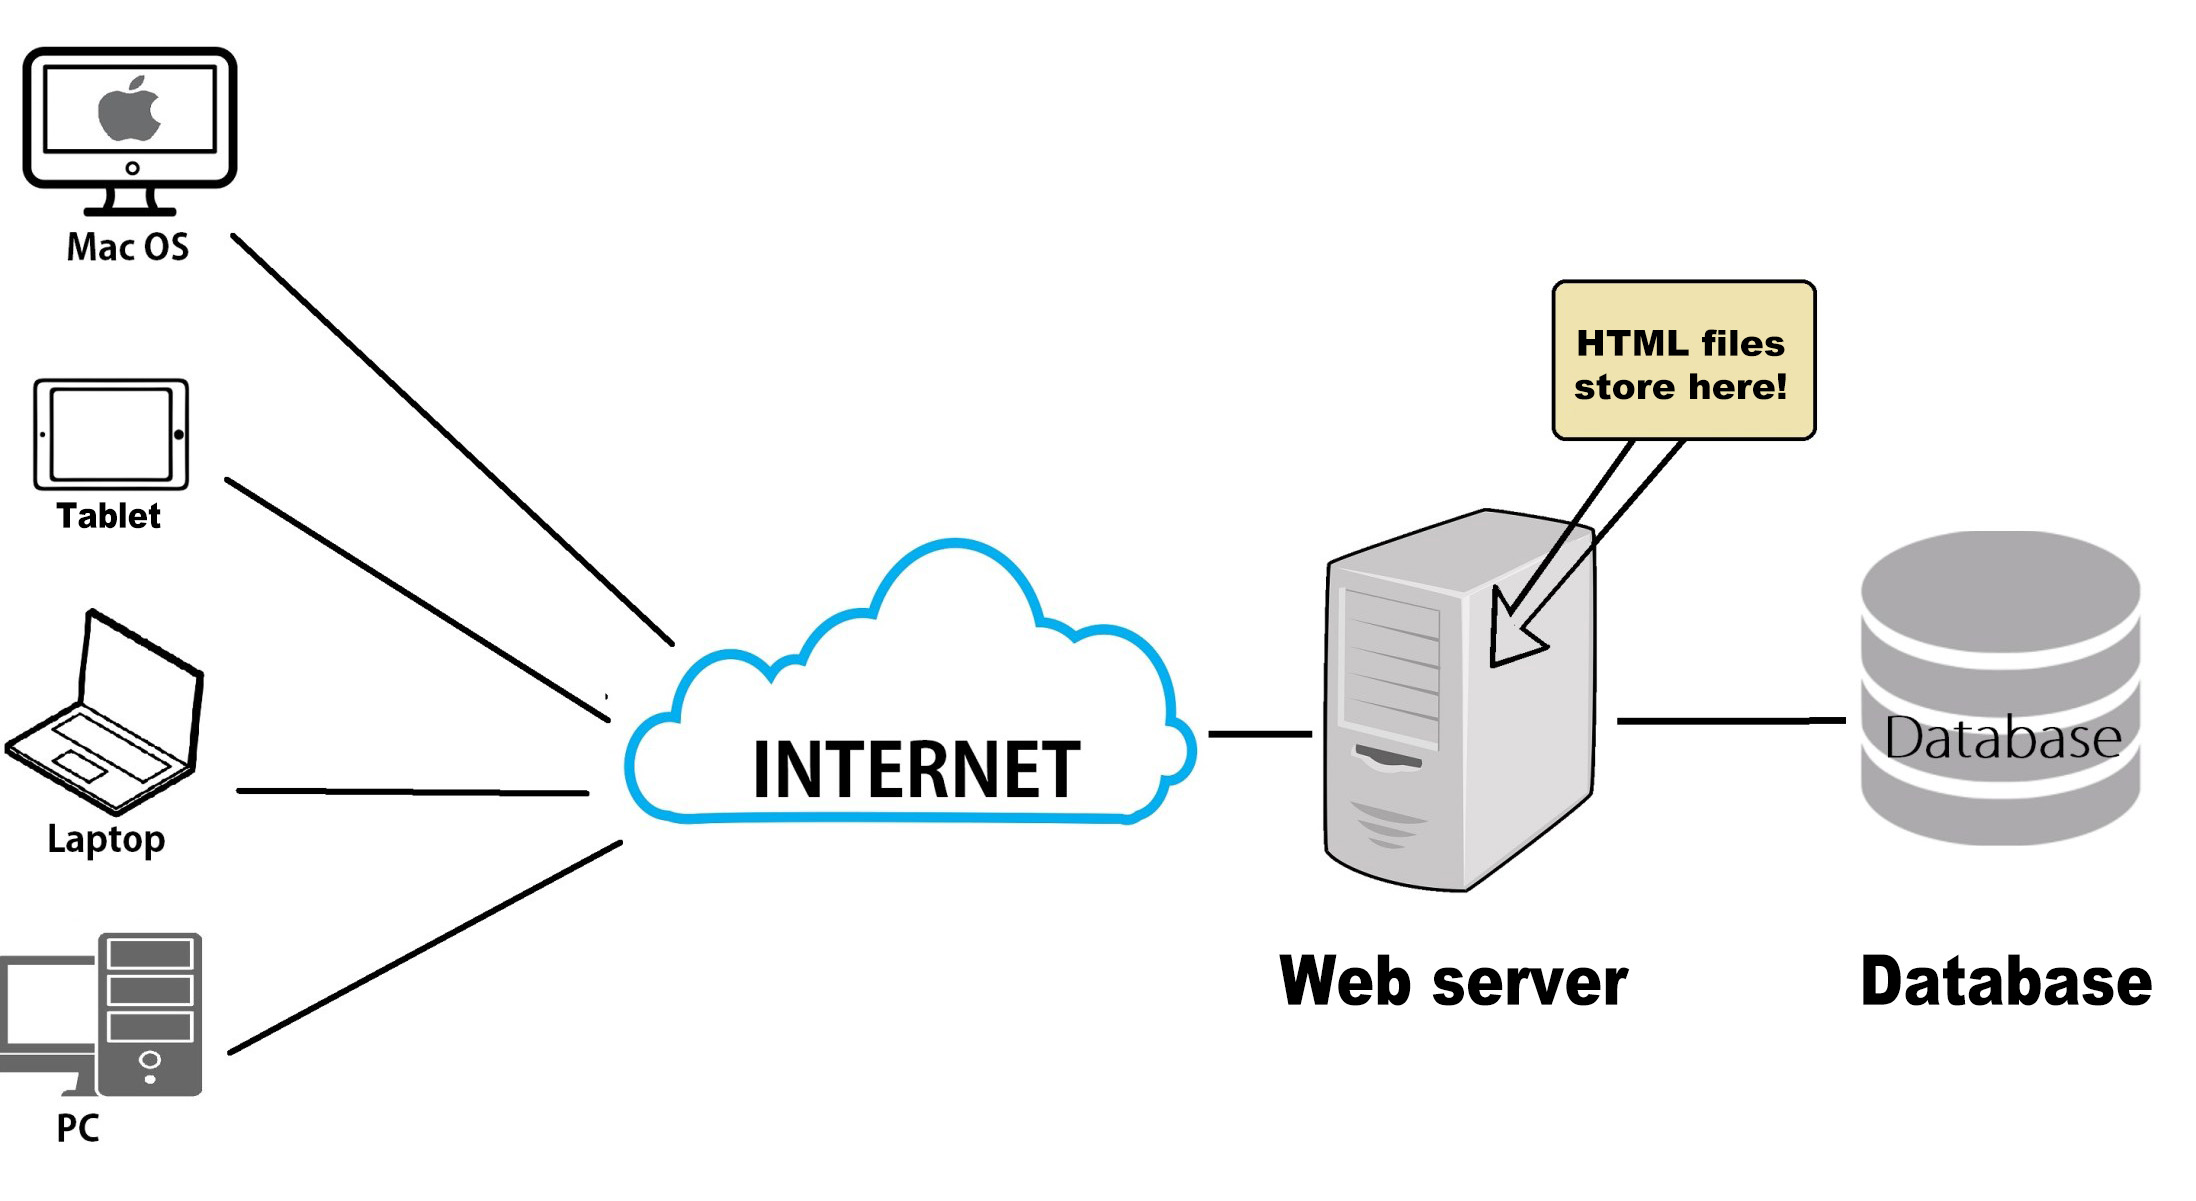 Mac OS
Tablet
Laptop
PC
INTERNET
HTML files
store here!
Web server
Database
Database